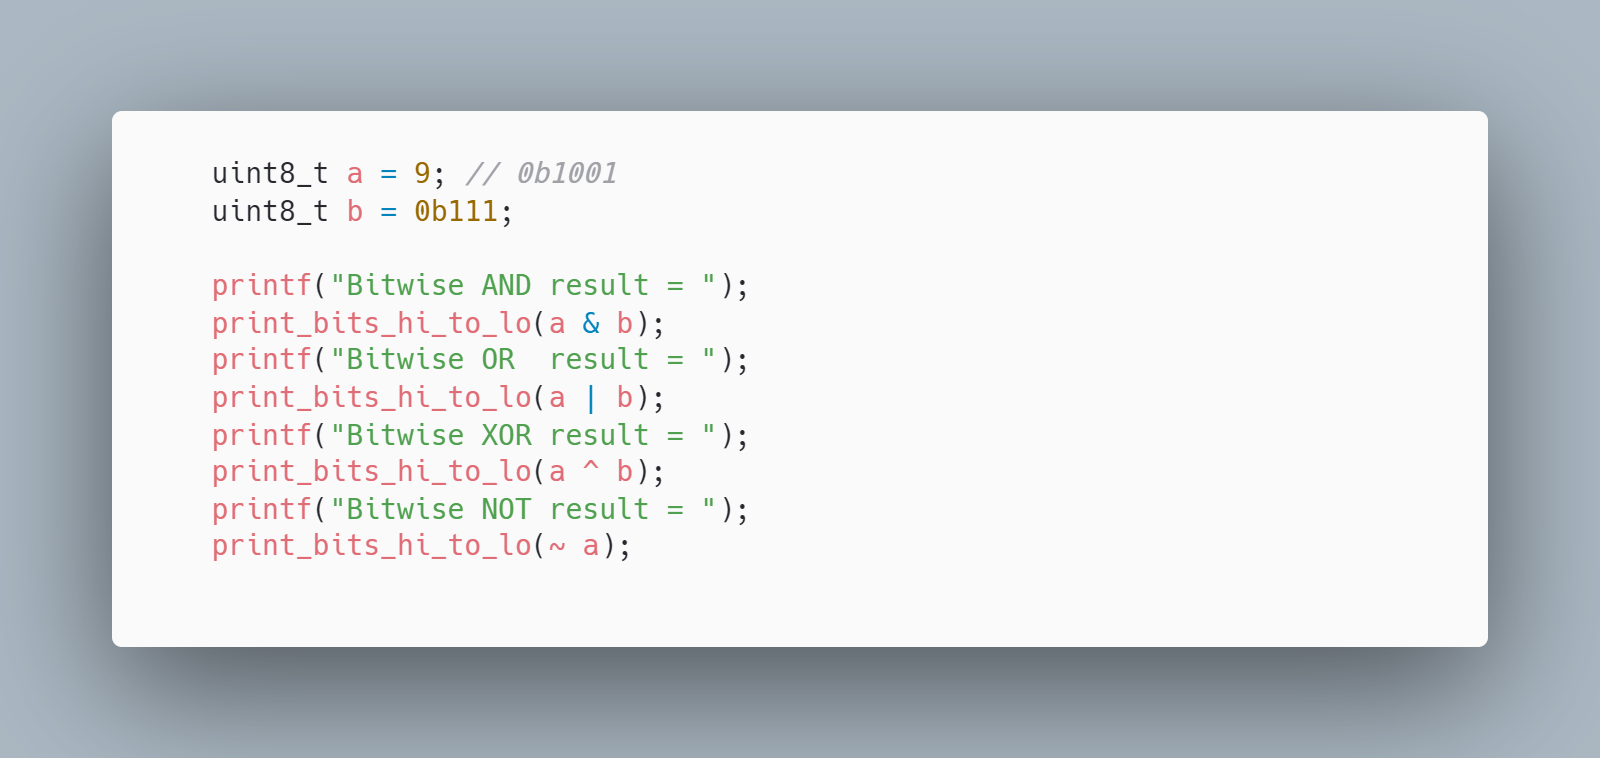 uint8_t a = 9; // 0b1001
uint8_t b = 0b111;
printf("Bitwise AND result = ");
print_bits_hi_to_lo(a & b);
printf("Bitwise OR  result = ");
print_bits_hi_to_lo(a | b);
printf("Bitwise XOR result = ");
print_bits_hi_to_lo(a ^ b);
printf("Bitwise NOT result = ");
print_bits_hi_to_lo(~ a);